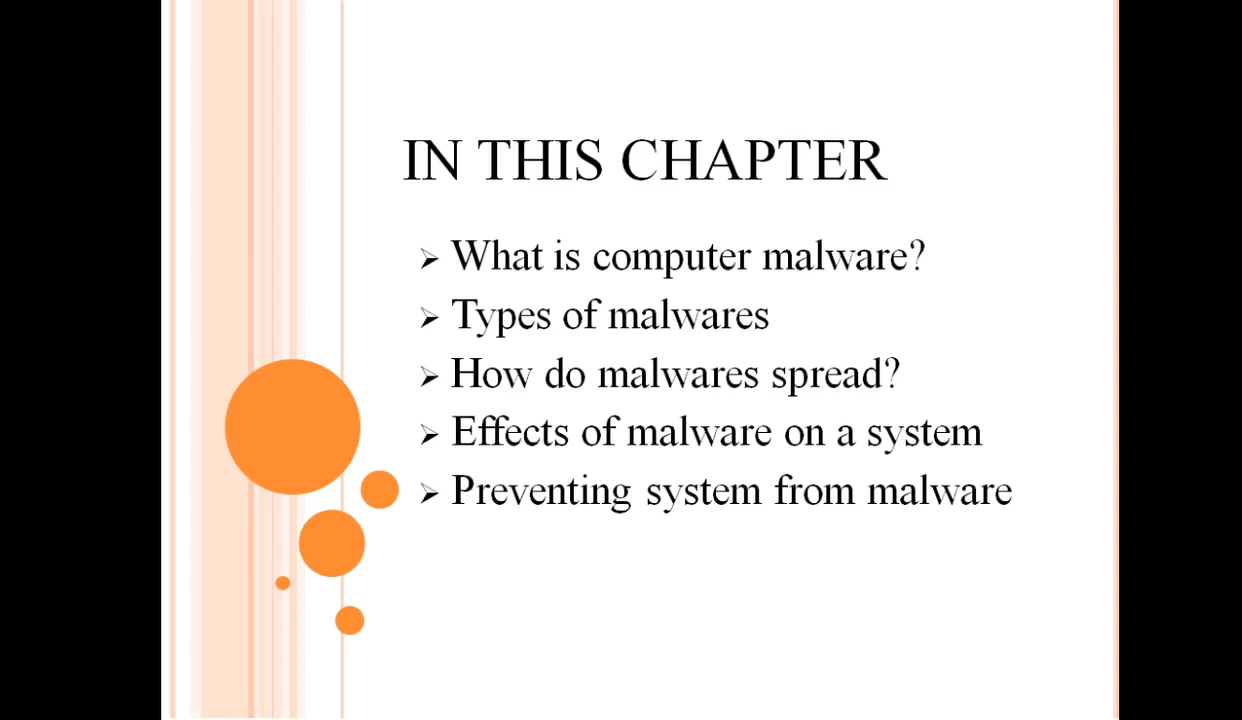 IN THIS CHAPTER
➢ What is computer malware?
➢ Types of malwares
➢ How do malwares spread?
➢ Effects of malware on a system
➢ Preventing system from malware